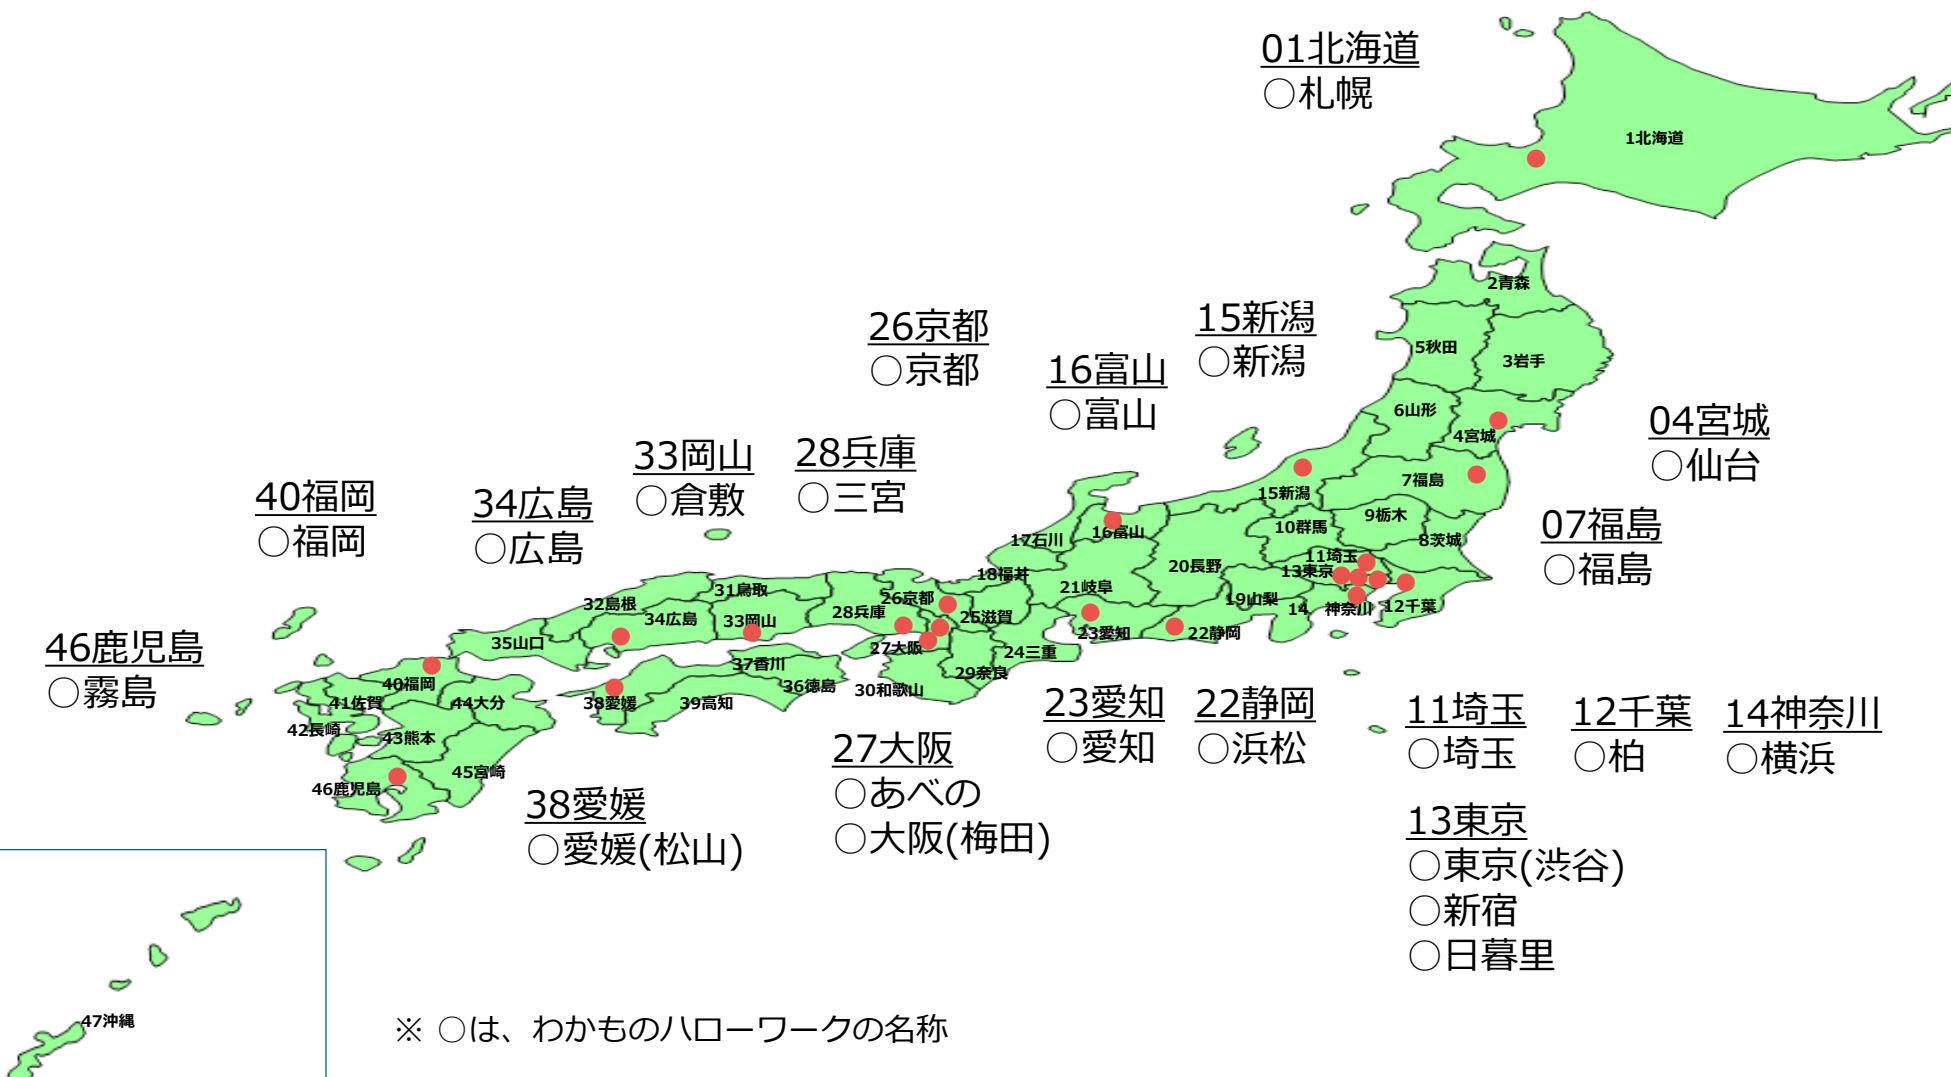 01北海道
○札幌
1北海道
2青森
5秋田
3岩手
6山形
4宮城
04宮城
○仙台
7福島
07福島
○福島
15新潟
○新潟
26京都
○京都
16富山
○富山
33岡山
○倉敷
28兵庫
○三宮
40福岡
○福岡
34広島
○広島
46鹿児島
○霧島
15新潟
9栃木
10群馬
8茨城
16富山
17石川
11埼玉
20長野
13東京
18福井
21岐阜
19山梨
14
神奈川
12千葉
31鳥取
26京都
32島根
28兵庫
25滋賀
34広島
33岡山
23愛知
22静岡
35山口
27大阪
24三重
37香川
29奈良
40福岡
36徳島
30和歌山
41佐賀
44大分
38愛媛
39高知
42長崎
43熊本
45宮崎
46鹿児島
23愛知
○愛知
22静岡
○浜松
11埼玉
○埼玉
12千葉
○柏
14神奈川
○横浜
27大阪
○あべの
○大阪(梅田)
38愛媛
○愛媛(松山)
13東京
○東京(渋谷)
○新宿
○日暮里
47沖縄
※ ○は、わかものハローワークの名称